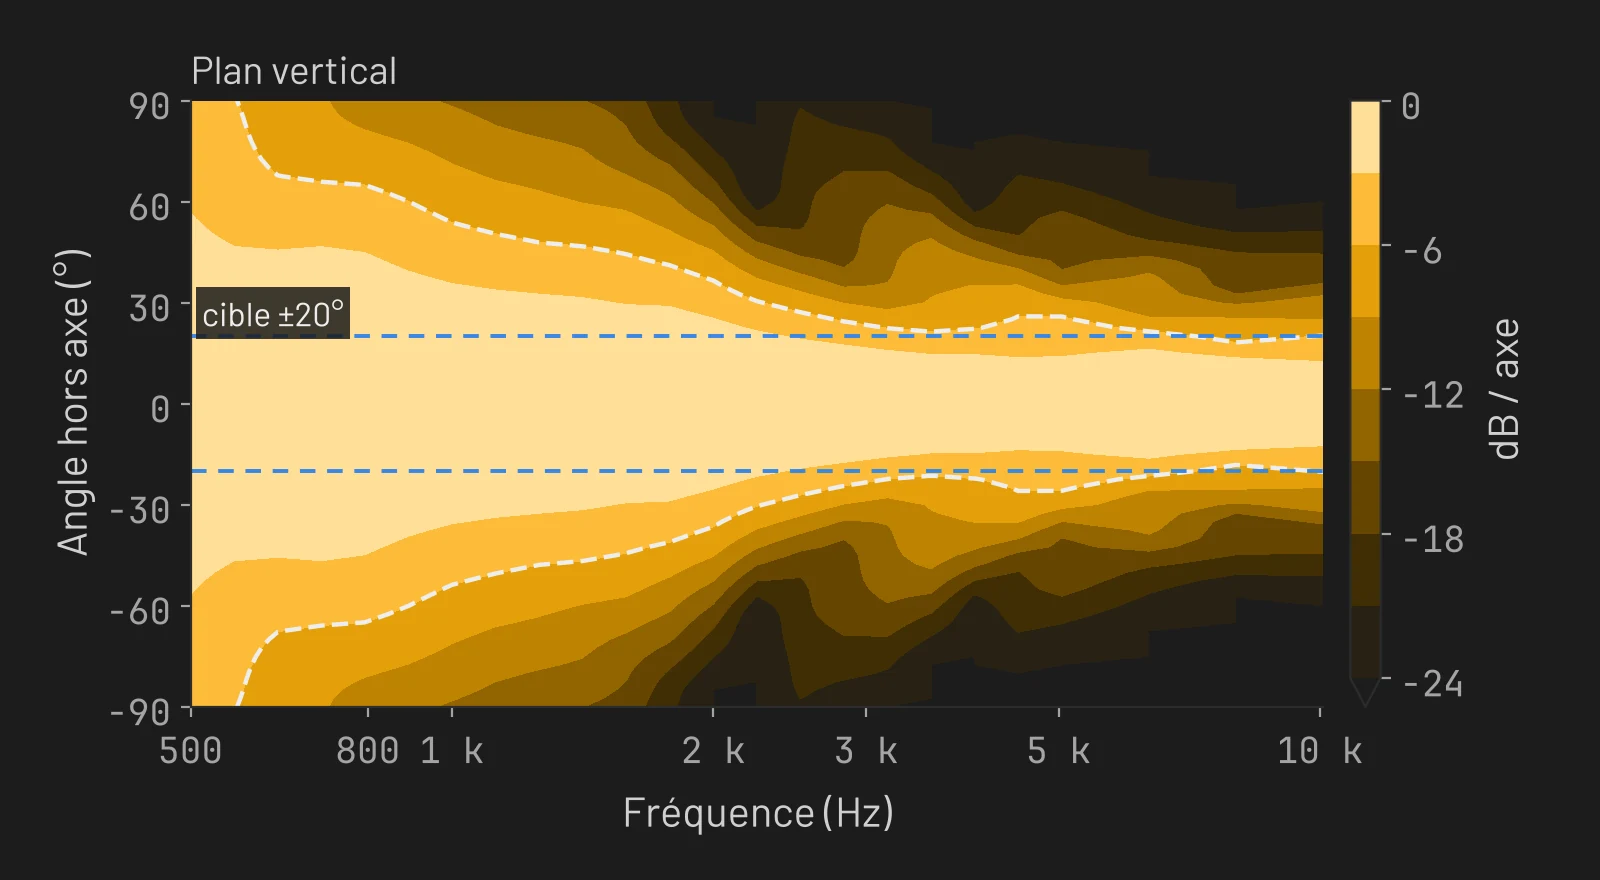 Plan vertical
90
60
30
0
-30
-60
-90
Angle hors axe (°)
cible ±20°
500
800
1 k
2 k
3 k
5 k
10 k
Fréquence (Hz)
0
-6
-12
-18
-24
dB / axe